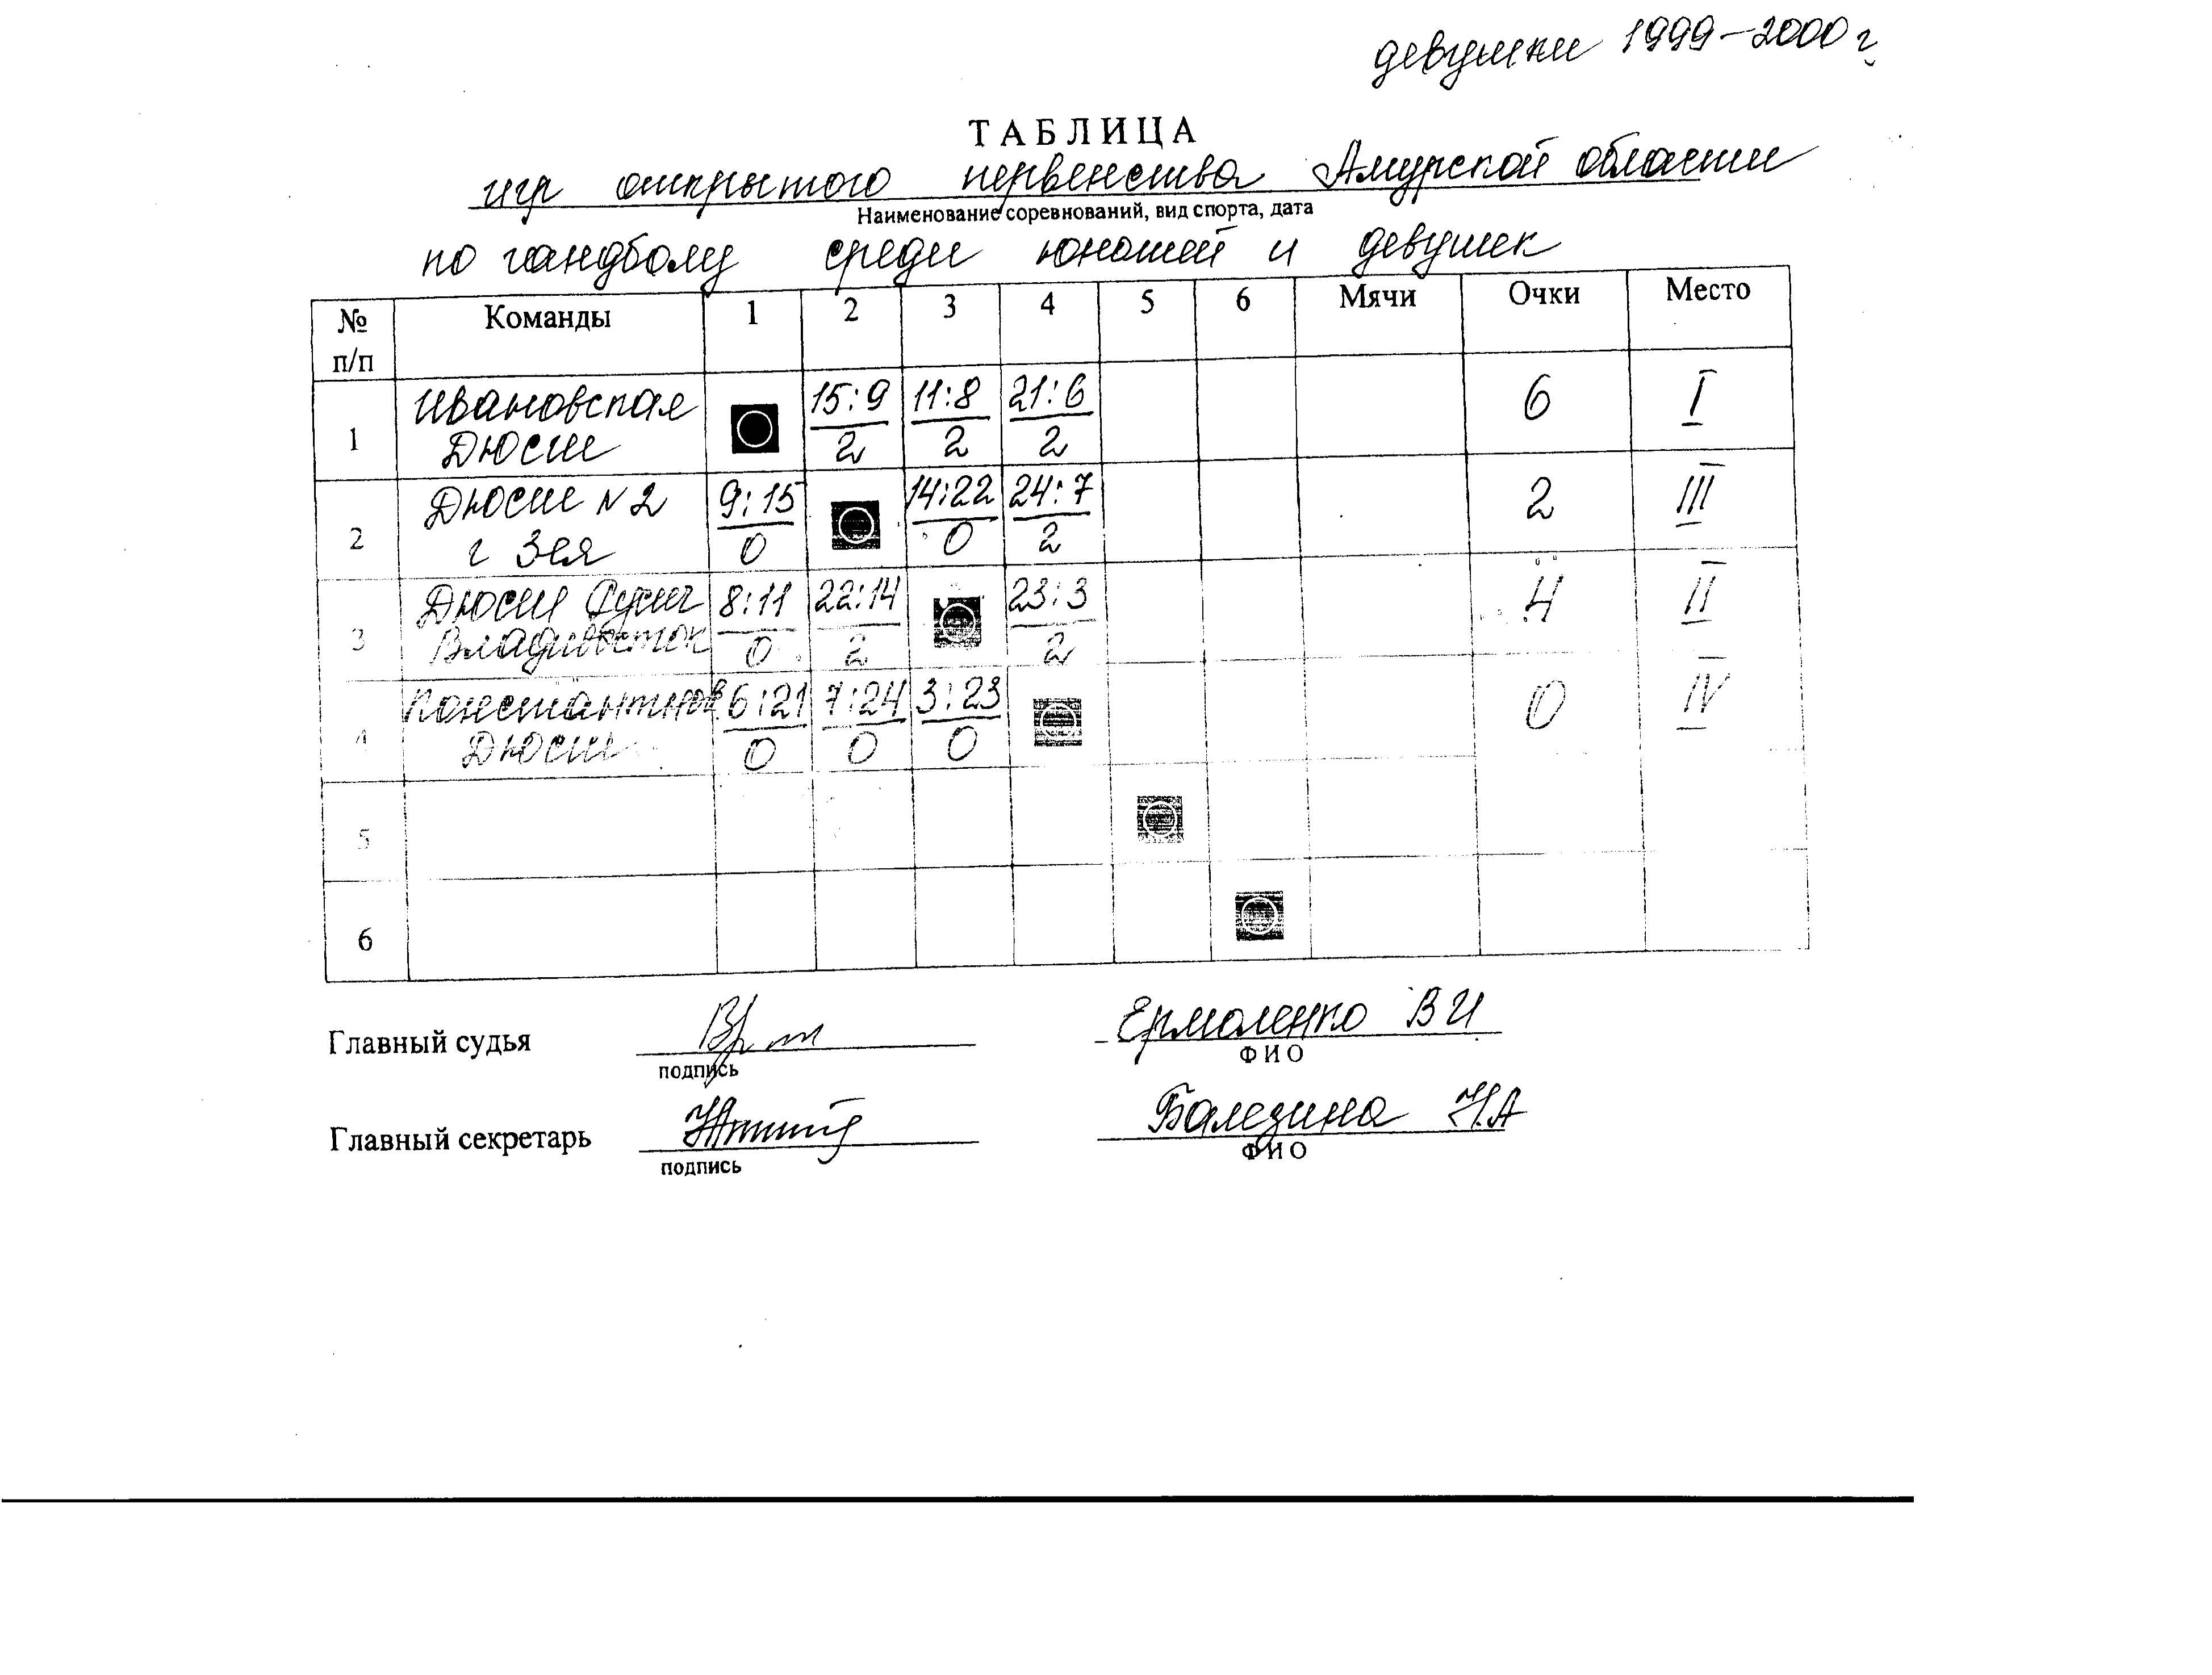 девушки 1999-2000 г.
ТАБЛИЦА
игр открытого первенства Амурской области
Наименование соревнований, вид спорта, дата
по гандболу среди юношей и девушек
№ п/п Команды 1 2 3 4 5 6 Мячи Очки Место
1 Ивановская ДЮСШ 15:9 2 11:8 2 21:6 2 6 I
2 ДЮСШ N 2 г Зея 9:15 0 14:22 0 24:7 2 2 III
3 ДЮСШ Владивосток 8:11 0 22:14 2 23:3 2 4 II
4 Константинов. ДЮСШ 6:21 0 7:24 0 3:23 0 0 IV
5
6
Главный судья Ермоленко В И
подпись ФИО
Главный секретарь Балезина Н.А
подпись ФИО